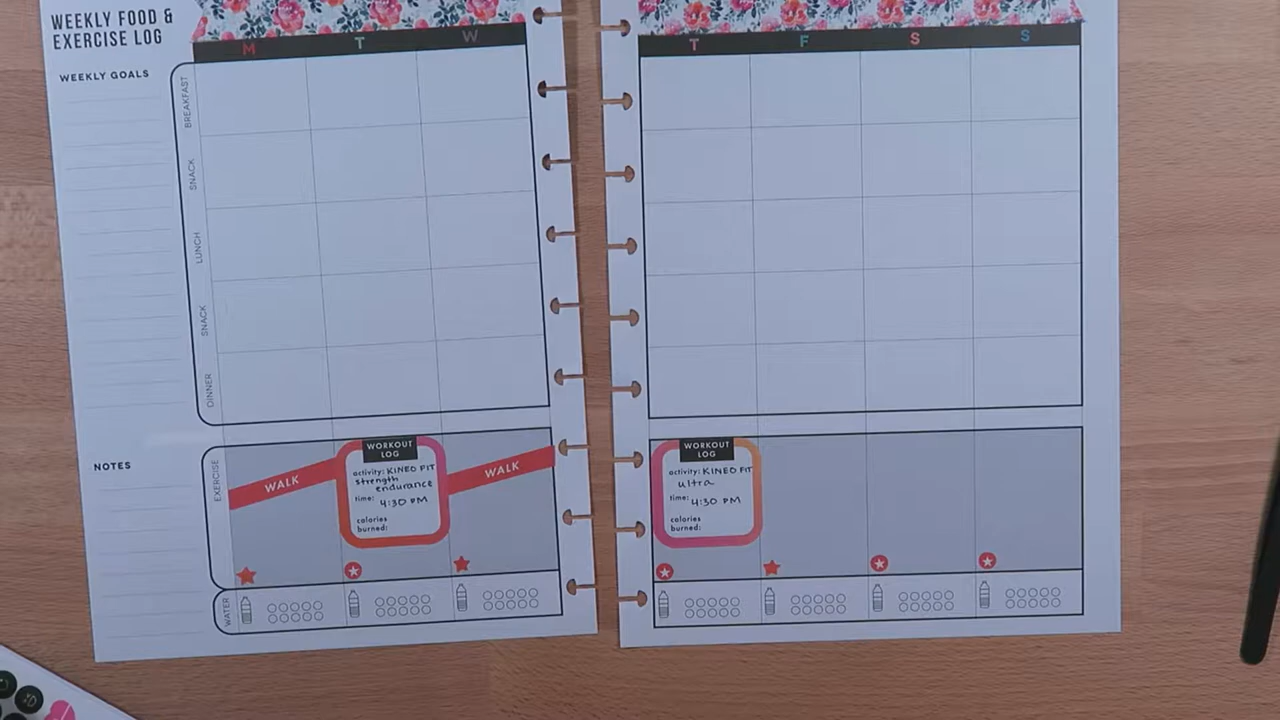 WEEKLY FOOD &
EXERCISE LOG
WEEKLY GOALS
M T W T F S S
BREAKFAST
SNACK
LUNCH
SNACK
DINNER
NOTES
EXERCISE
WALK
WORKOUT
LOG
activity: KINEO FIT
strength
endurance
time: 4:30 PM
calories
burned:
WALK
WORKOUT
LOG
activity: KINEO FIT
ultra
time: 4:30 PM
calories
burned:
WATER